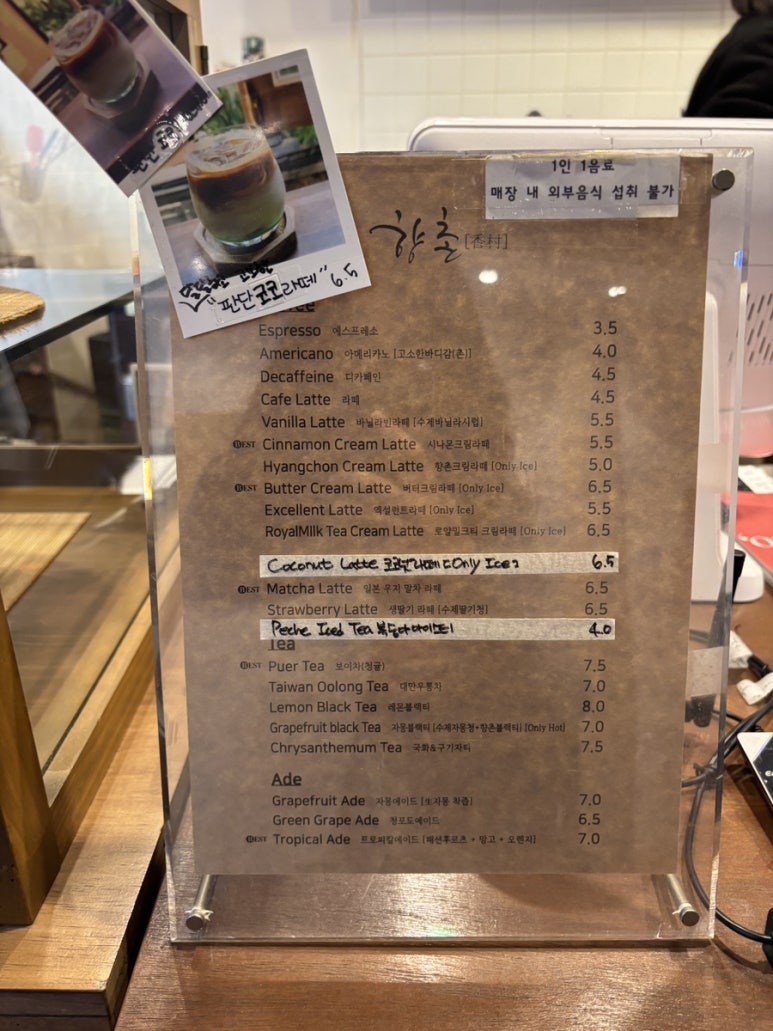 1인 1음료
매장 내 외부음식 섭취 불가
향촌 [香村]
"판단코코라떼" 6.5
Espresso 에스프레소 3.5
Americano 아메리카노 [고소한바디감(촌)] 4.0
Decaffeine 디카페인 4.5
Cafe Latte 라떼 4.5
Vanilla Latte 바닐라빈라떼 [수제바닐라시럽] 5.5
BEST Cinnamon Cream Latte 시나몬크림라떼 5.5
Hyangchon Cream Latte 향촌크림라떼 [Only Ice] 5.0
BEST Butter Cream Latte 버터크림라떼 [Only Ice] 6.5
Excellent Latte 엑설런트라떼 [Only Ice] 5.5
RoyalMIlk Tea Cream Latte 로얄밀크티 크림라떼 [Only Ice] 6.5
Coconut Latte 코코넛라떼 [Only Ice] 6.5
BEST Matcha Latte 일본 우지 말차 라떼 6.5
Strawberry Latte 생딸기 라떼 [수제딸기청] 6.5
Peche Iced Tea 복숭아아이스티 4.0
Tea
BEST Puer Tea 보이차(청귤) 7.5
Taiwan Oolong Tea 대만우롱차 7.0
Lemon Black Tea 레몬블랙티 8.0
Grapefruit black Tea 자몽블랙티 [수제자몽청+향촌블랙티] [Only Hot] 7.0
Chrysanthemum Tea 국화&구기자티 7.5
Ade
Grapefruit Ade 자몽에이드 [生자몽 착즙] 7.0
Green Grape Ade 청포도에이드 6.5
BEST Tropical Ade 트로피칼에이드 [패션후르츠 + 망고 + 오렌지] 7.0